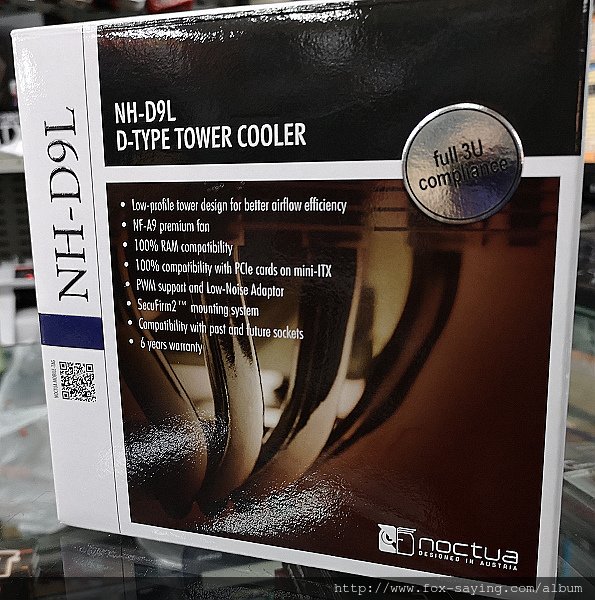 NH-D9L
D-TYPE TOWER COOLER
full 3U
compliance
NH-D9L
• Low-profile tower design for better airflow efficiency
• NF-A9 premium fan
• 100% RAM compatibility
• 100% compatibility with PCIe cards on mini-ITX
• PWM support and Low-Noise Adaptor
• SecuFirm2™ mounting system
• Compatibility with past and future sockets
• 6 years warranty
noctua
DESIGNED IN AUSTRIA
http://www.fox-saying.com/album